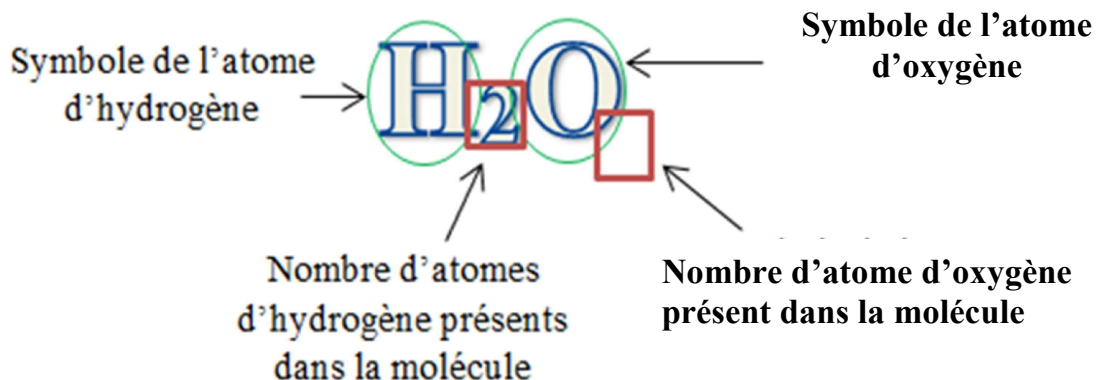 Symbole de l'atome
d'hydrogène
H2O
Symbole de l'atome
d'oxygène
Nombre d'atomes
d'hydrogène présents
dans la molécule
Nombre d'atome d'oxygène
présent dans la molécule